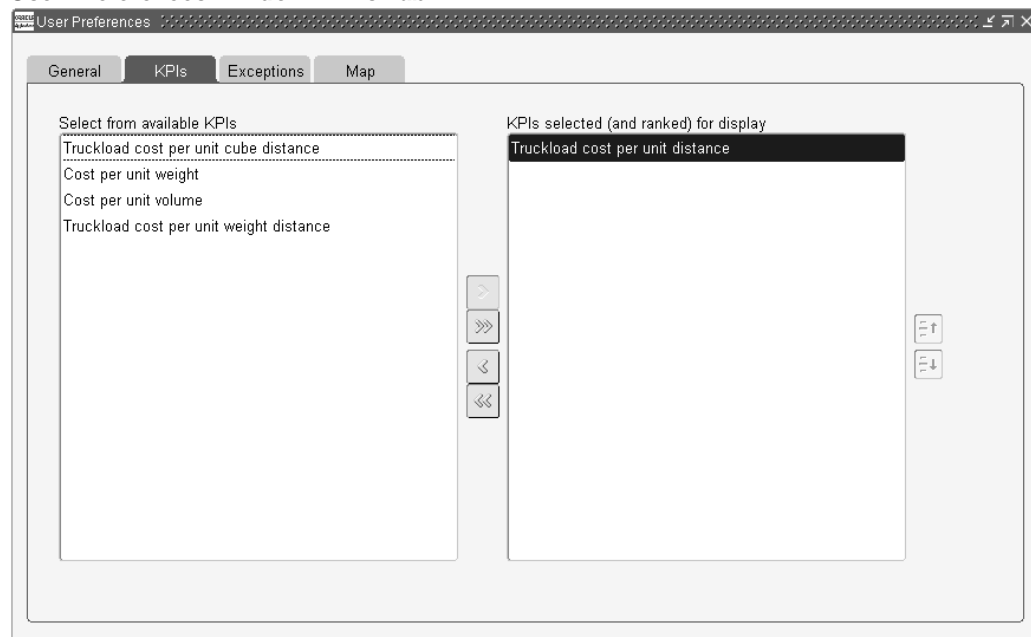 User Preferences
General KPIs Exceptions Map
Select from available KPIs
KPIs selected (and ranked) for display
Truckload cost per unit cube distance
Cost per unit weight
Cost per unit volume
Truckload cost per unit weight distance
Truckload cost per unit distance